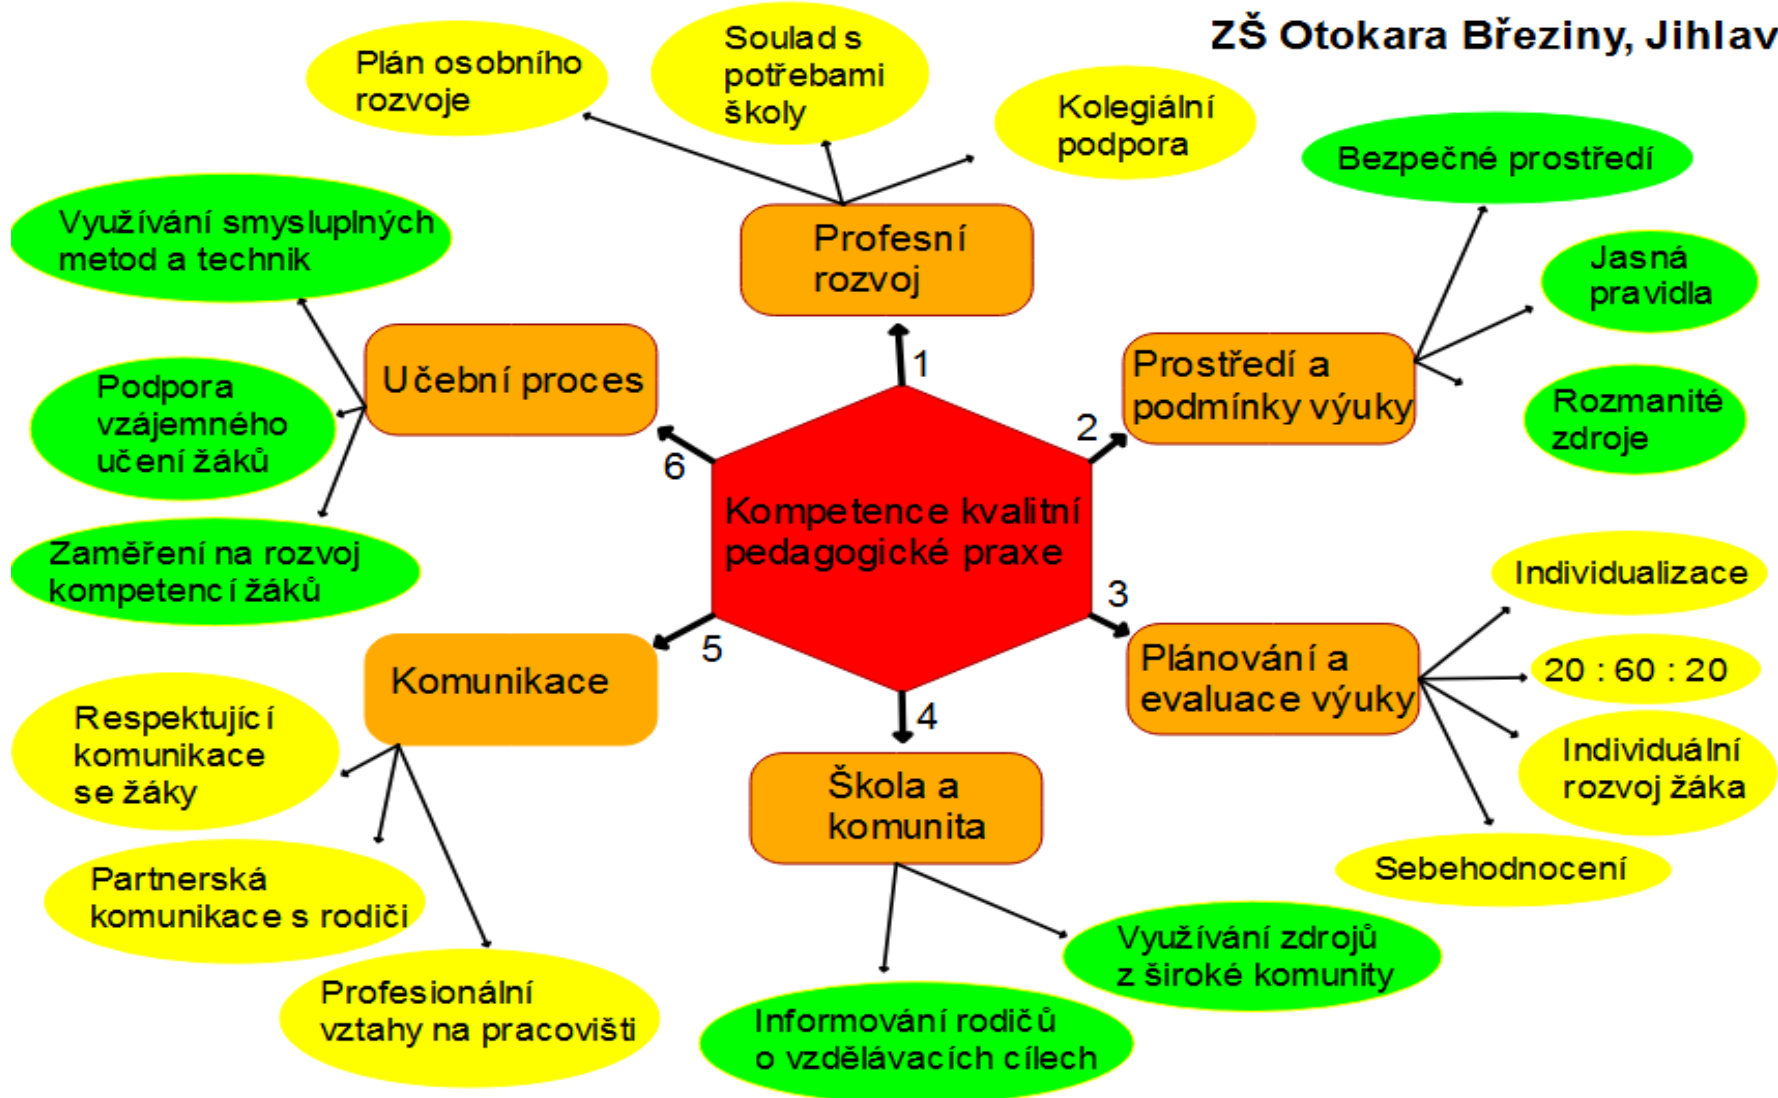 ZŠ Otokara Březiny, Jihlav
Plán osobního
rozvoje
Soulad s
potřebami
školy
Kolegiální
podpora
Bezpečné prostředí
Využívání smysluplných
metod a technik
Profesní
rozvoj
Jasná
pravidla
Učební proces
1
Prostředí a
podmínky výuky
Podpora
vzájemného
učení žáků
2
Rozmanité
zdroje
6
Kompetence kvalitní
pedagogické praxe
Zaměření na rozvoj
kompetencí žáků
Individualizace
3
5
Plánování a
evaluace výuky
20 : 60 : 20
Komunikace
4
Respektující
komunikace
se žáky
Individuální
rozvoj žáka
Škola a
komunita
Sebehodnocení
Partnerská
komunikace s rodiči
Využívání zdrojů
z široké komunity
Profesionální
vztahy na pracovišti
Informování rodičů
o vzdělávacích cílech